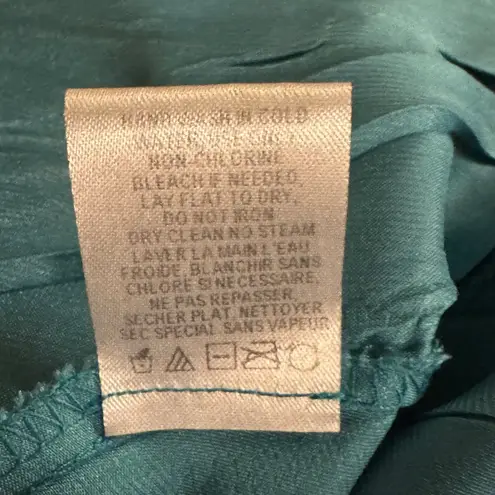 HAND WASH IN COLD
WATER, USE ONLY
NON-CHLORINE
BLEACH IF NEEDED,
LAY FLAT TO DRY,
DO NOT IRON
DRY CLEAN NO STEAM
LAVER LA MAIN L'EAU
FROIDE, BLANCHIR SANS
CHLORE SI NECESSAIRE,
NE PAS REPASSER,
SECHER PLAT, NETTOYER
SEC SPECIAL SANS VAPEUR